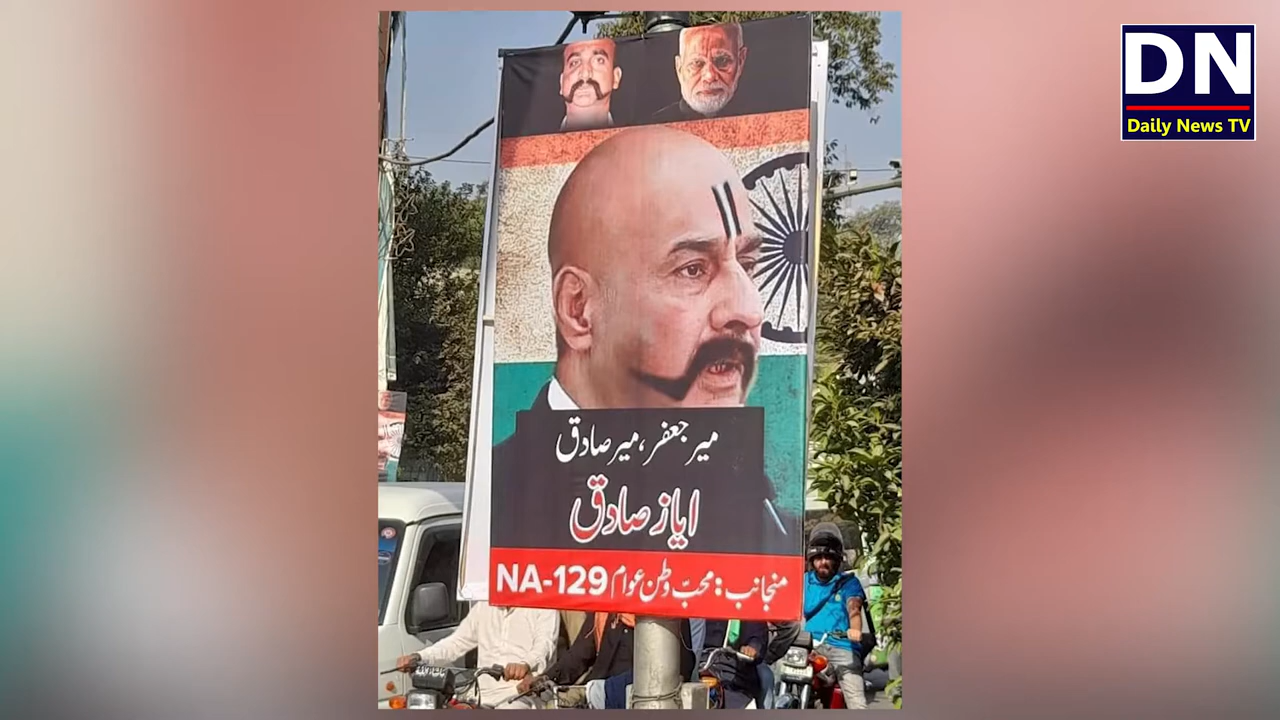 DN
Daily News TV
میر جعفر، میر صادق
ایاز صادق
منجانب: محبّ وطن عوام NA-129